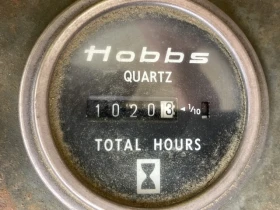 Hobbs
QUARTZ
10203 ◄ 1/10
TOTAL HOURS